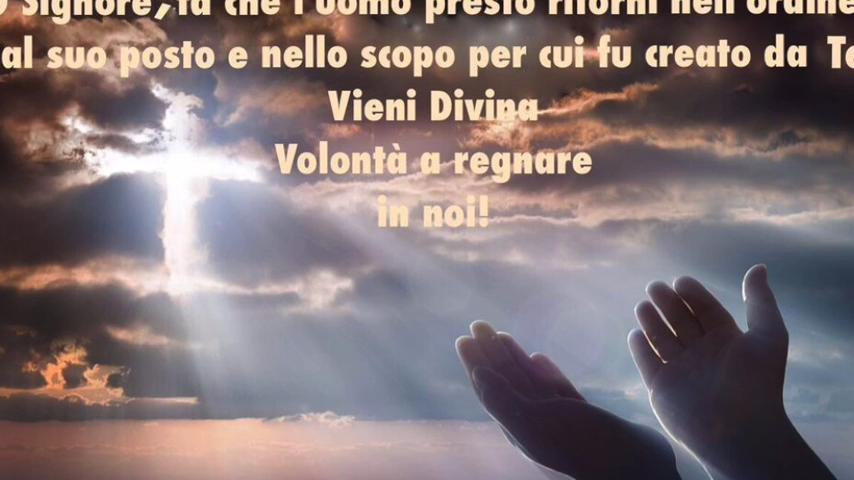 Signore, fa che l'uomo presto ritorni nell'ordine
al suo posto e nello scopo per cui fu creato da
Vieni Divina
Volontà a regnare
in noi!